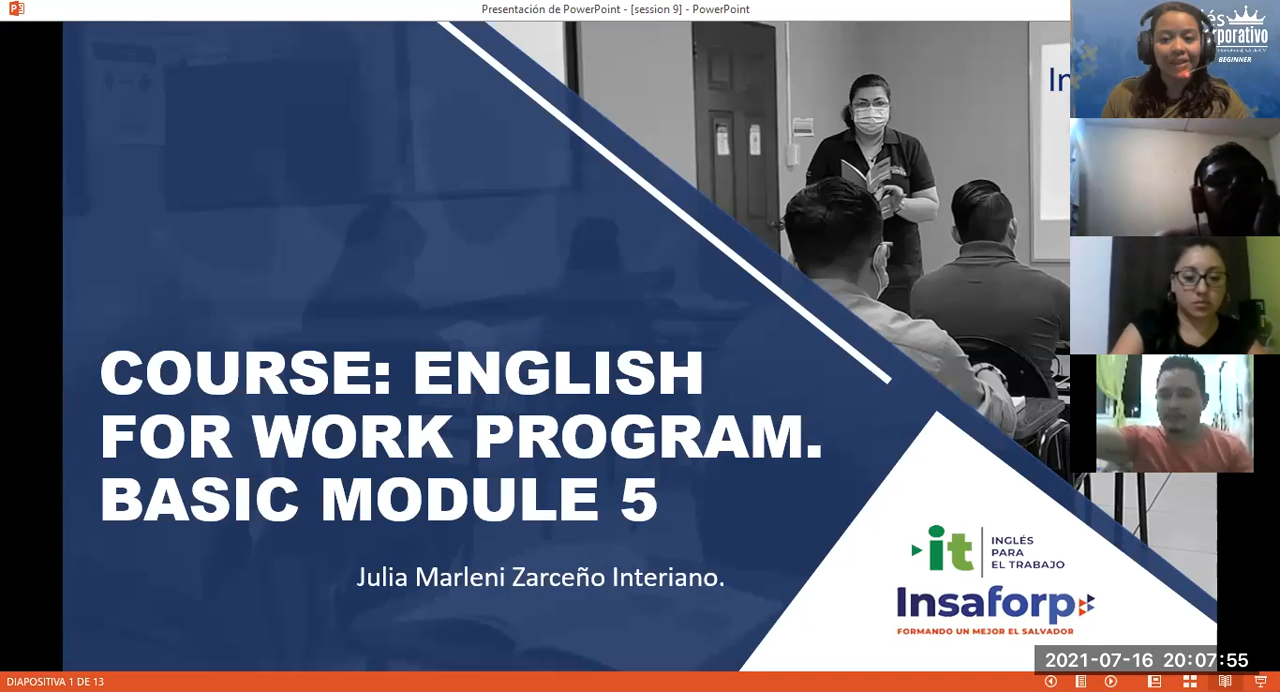 Presentación de PowerPoint - [session 9] - PowerPoint
BEGINNER
COURSE: ENGLISH
FOR WORK PROGRAM.
BASIC MODULE 5
Julia Marleni Zarceño Interiano.
it
INGLÉS
PARA
EL TRABAJO
Insaforp
FORMANDO UN MEJOR EL SALVADOR
2021-07-16 20:07:55
DIAPOSITIVA 1 DE 13